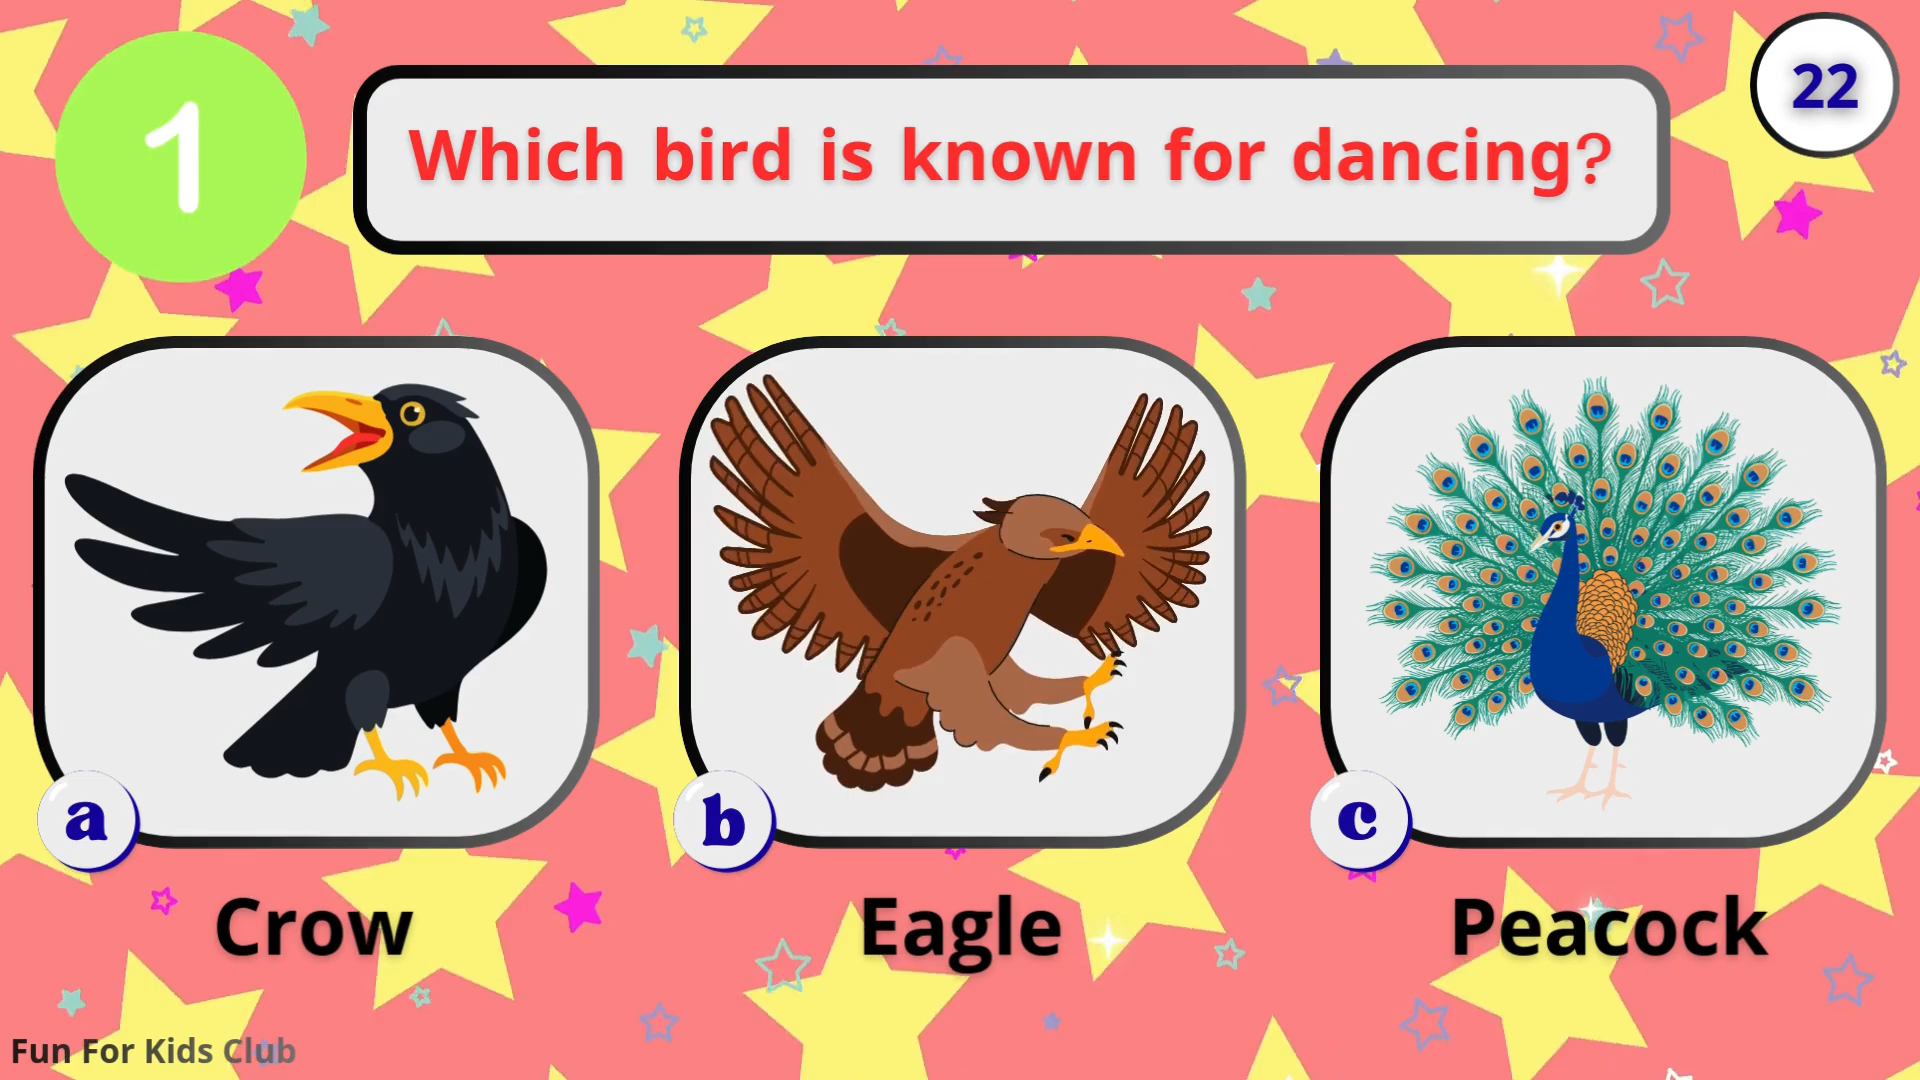 1
Which bird is known for dancing?
22
a
b
c
Crow
Eagle
Peacock
Fun For Kids Club